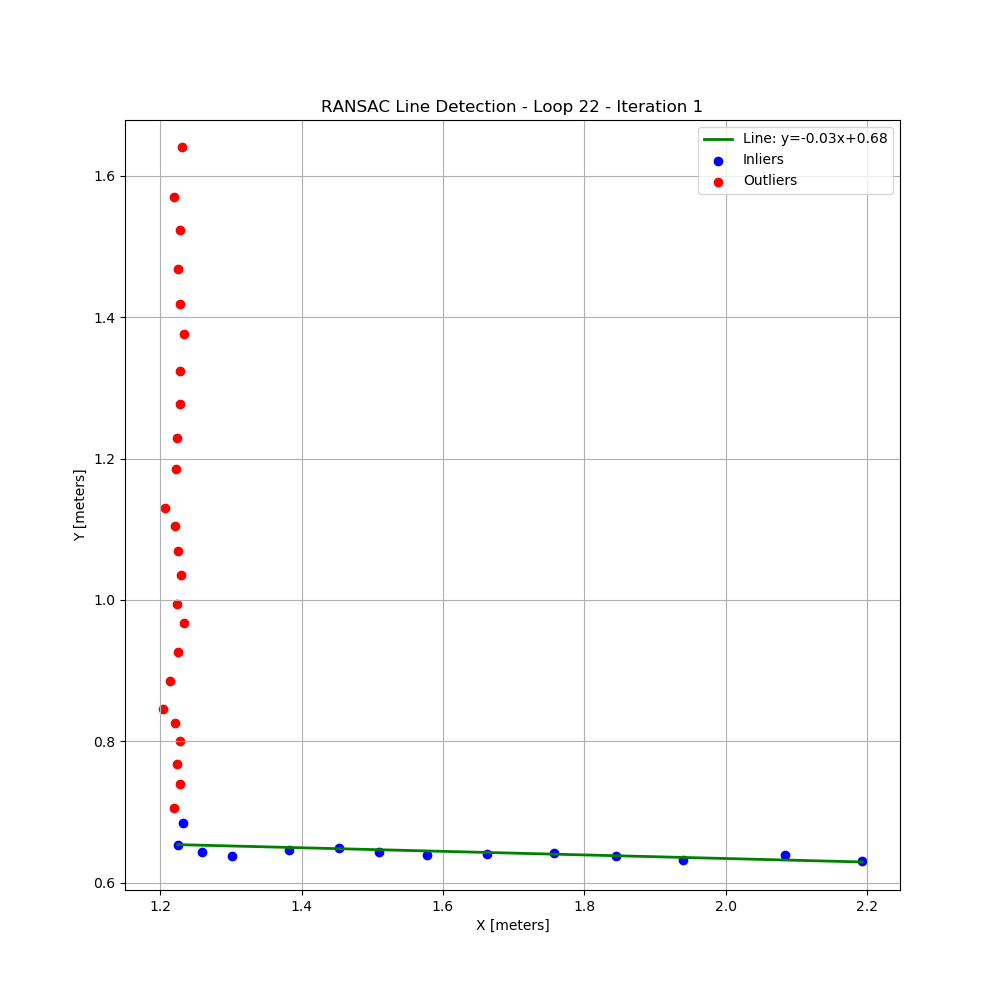 RANSAC Line Detection - Loop 22 - Iteration 1
Line: y=-0.03x+0.68
Inliers
Outliers
1.6
1.4
1.2
1.0
0.8
0.6
Y [meters]
1.2 1.4 1.6 1.8 2.0 2.2
X [meters]